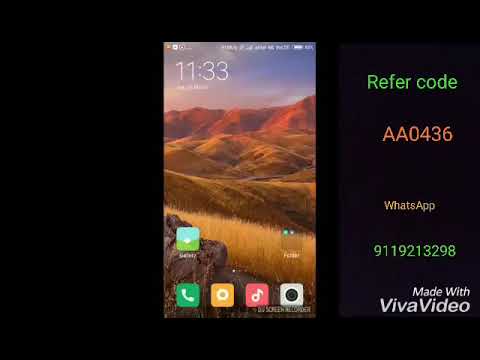 11:33
Gallery
Folder
DU SCREEN RECORDER
Refer code
AA0436
WhatsApp
9119213298
Made With
VivaVideo